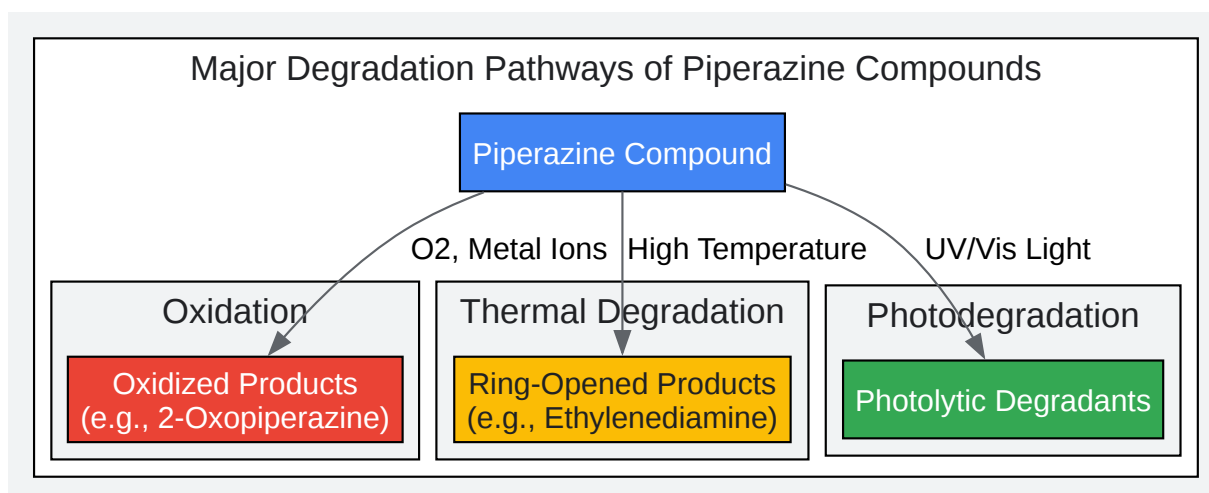 Major Degradation Pathways of Piperazine Compounds
Piperazine Compound
O2, Metal Ions
High Temperature
UV/Vis Light
Oxidation
Thermal Degradation
Photodegradation
Oxidized Products
(e.g., 2-Oxopiperazine)
Ring-Opened Products
(e.g., Ethylenediamine)
Photolytic Degradants